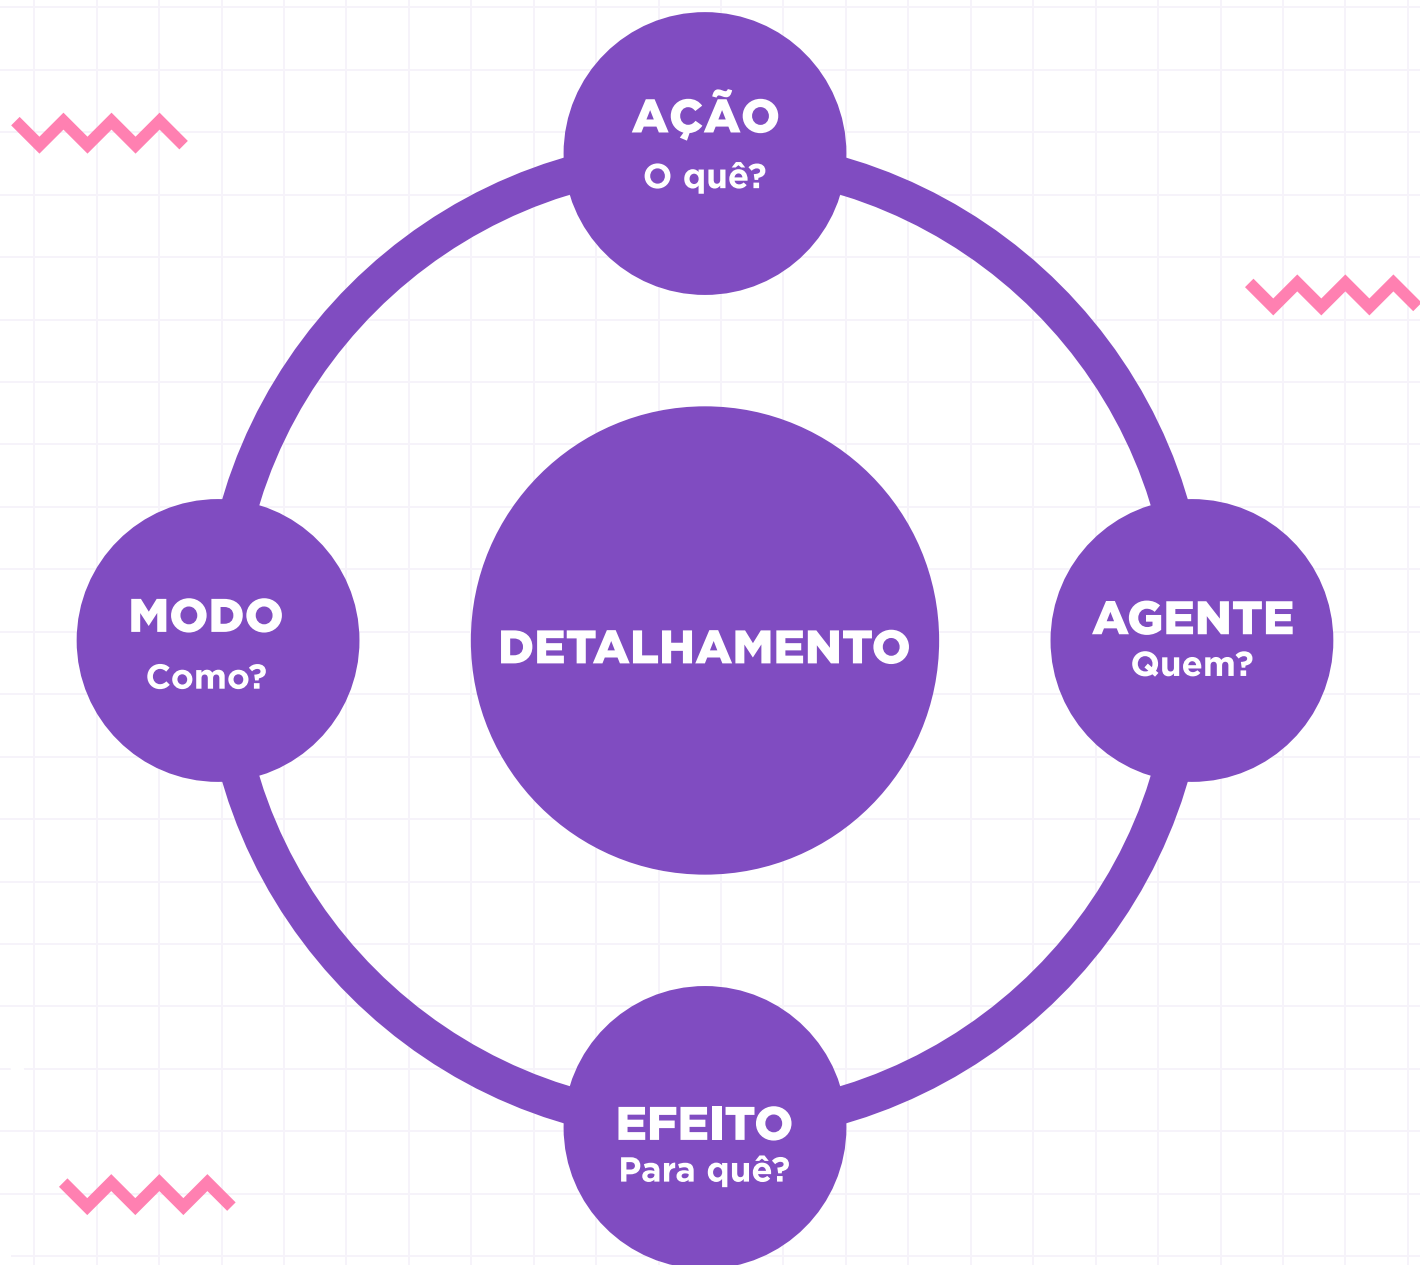 AÇÃO
O quê?
MODO
Como?
DETALHAMENTO
AGENTE
Quem?
EFEITO
Para quê?